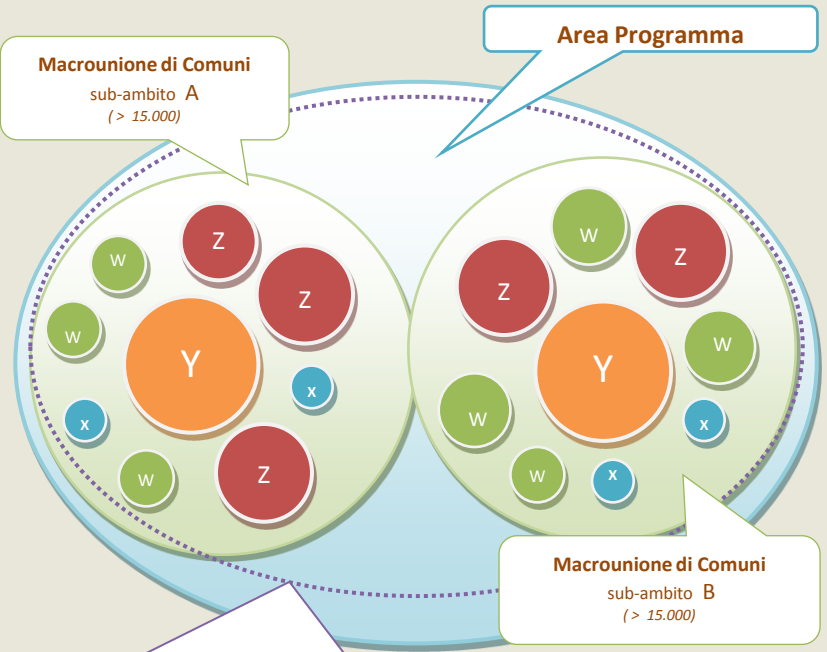 Area Programma
Macrounione di Comuni
sub-ambito A
( > 15.000)
Z
W
Z
W
Y
x
x
Z
W
W
Z
Z
W
Y
W
x
W
x
Macrounione di Comuni
sub-ambito B
( > 15.000)